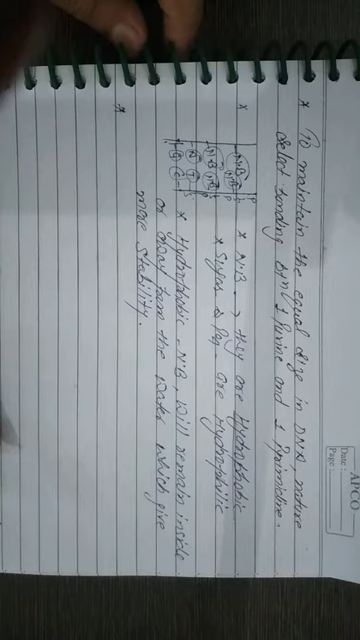 APCO
Date :
Page :
* To maintain the equal size in DNA, nature
select bonding btn 1 purine and 1 pyrimidine.
* * N.B. → they are Hydrophobic
* Sugar & are Hydrophilic
* Hydrophobic - N.B, will remain inside
or away from the water which give
more stability.
*